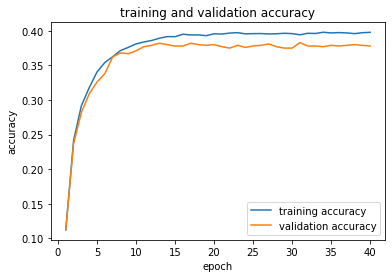 training and validation accuracy
accuracy
0.40
0.35
0.30
0.25
0.20
0.15
0.10
training accuracy
validation accuracy
0 5 10 15 20 25 30 35 40
epoch